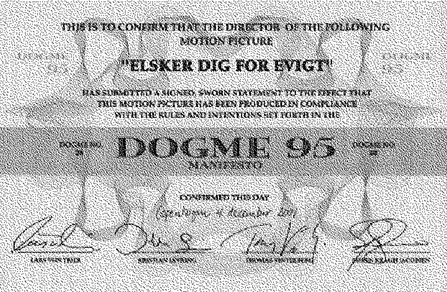 THIS IS TO CONFIRM THAT THE DIRECTOR OF THE FOLLOWING
MOTION PICTURE
DOGME 95
"ELSKER DIG FOR EVIGT"
DOGME 95
HAS SUBMITTED A SIGNED, SWORN STATEMENT TO THE EFFECT THAT
THIS MOTION PICTURE HAS BEEN PRODUCED IN COMPLIANCE
WITH THE RULES AND INTENTIONS SET FORTH IN THE
DOGME NO.
DOGME 95
DOGME NO.
MANIFESTO
CONFIRMED THIS DAY
Copenhagen 4 december 2001
LARS VON TRIER
KRISTIAN LEVRING
THOMAS VINTERBERG
SØREN KRAGH JACOBSEN